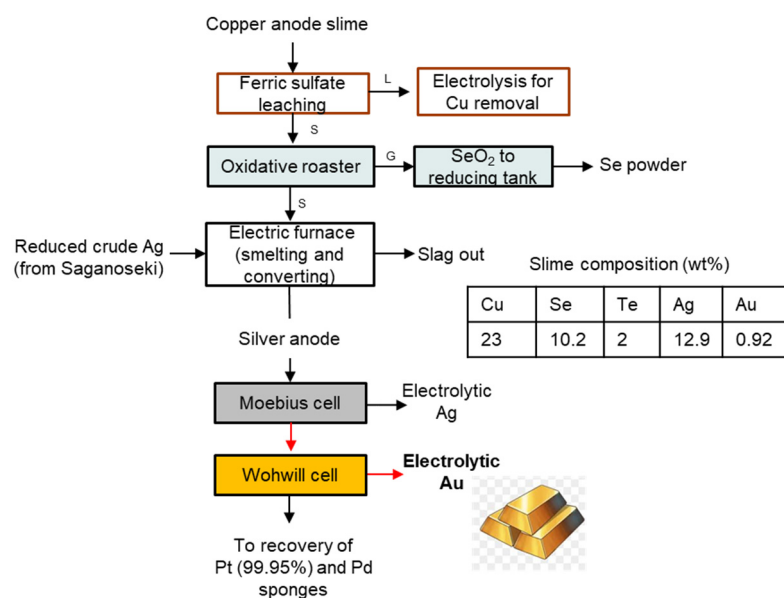 Copper anode slime
Ferric sulfate
leaching
L
Electrolysis for
Cu removal
S
Oxidative roaster
G
SeO₂ to
reducing tank
Se powder
S
Reduced crude Ag
(from Saganoseki)
Electric furnace
(smelting and
converting)
Slag out
Slime composition (wt%)
Cu Se Te Ag Au
23 10.2 2 12.9 0.92
Silver anode
Moebius cell
Electrolytic
Ag
Wohwill cell
Electrolytic
Au
To recovery of
Pt (99.95%) and Pd
sponges